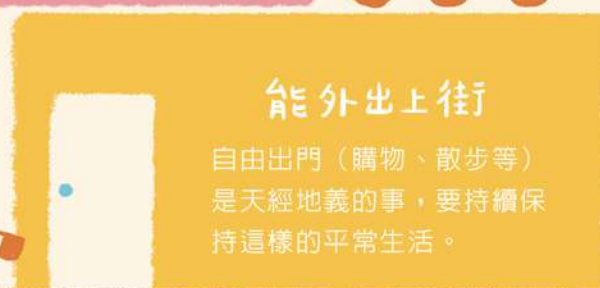 能外出上街
自由出門（購物、散步等）
是天經地義的事，要持續保
持這樣的平常生活。